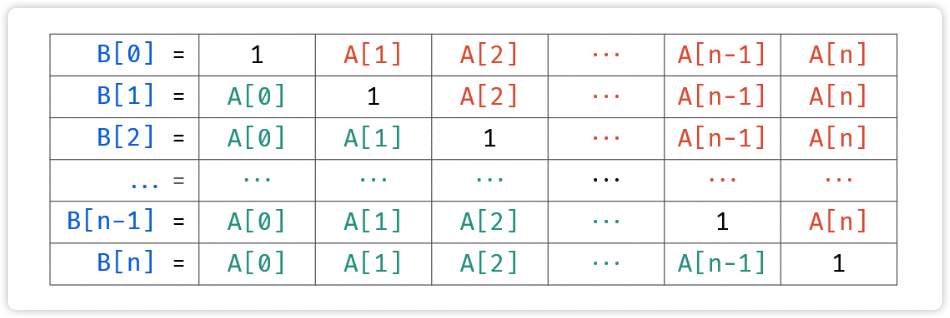 B[0] = 1 A[1] A[2] ... A[n-1] A[n]
B[1] = A[0] 1 A[2] ... A[n-1] A[n]
B[2] = A[0] A[1] 1 ... A[n-1] A[n]
... = ... ... ... ... ... ...
B[n-1] = A[0] A[1] A[2] ... 1 A[n]
B[n] = A[0] A[1] A[2] ... A[n-1] 1